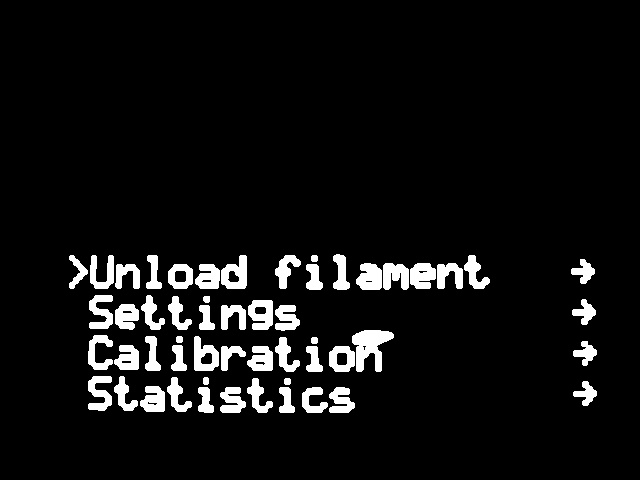 >Unload filament →
Settings →
Calibration →
Statistics →